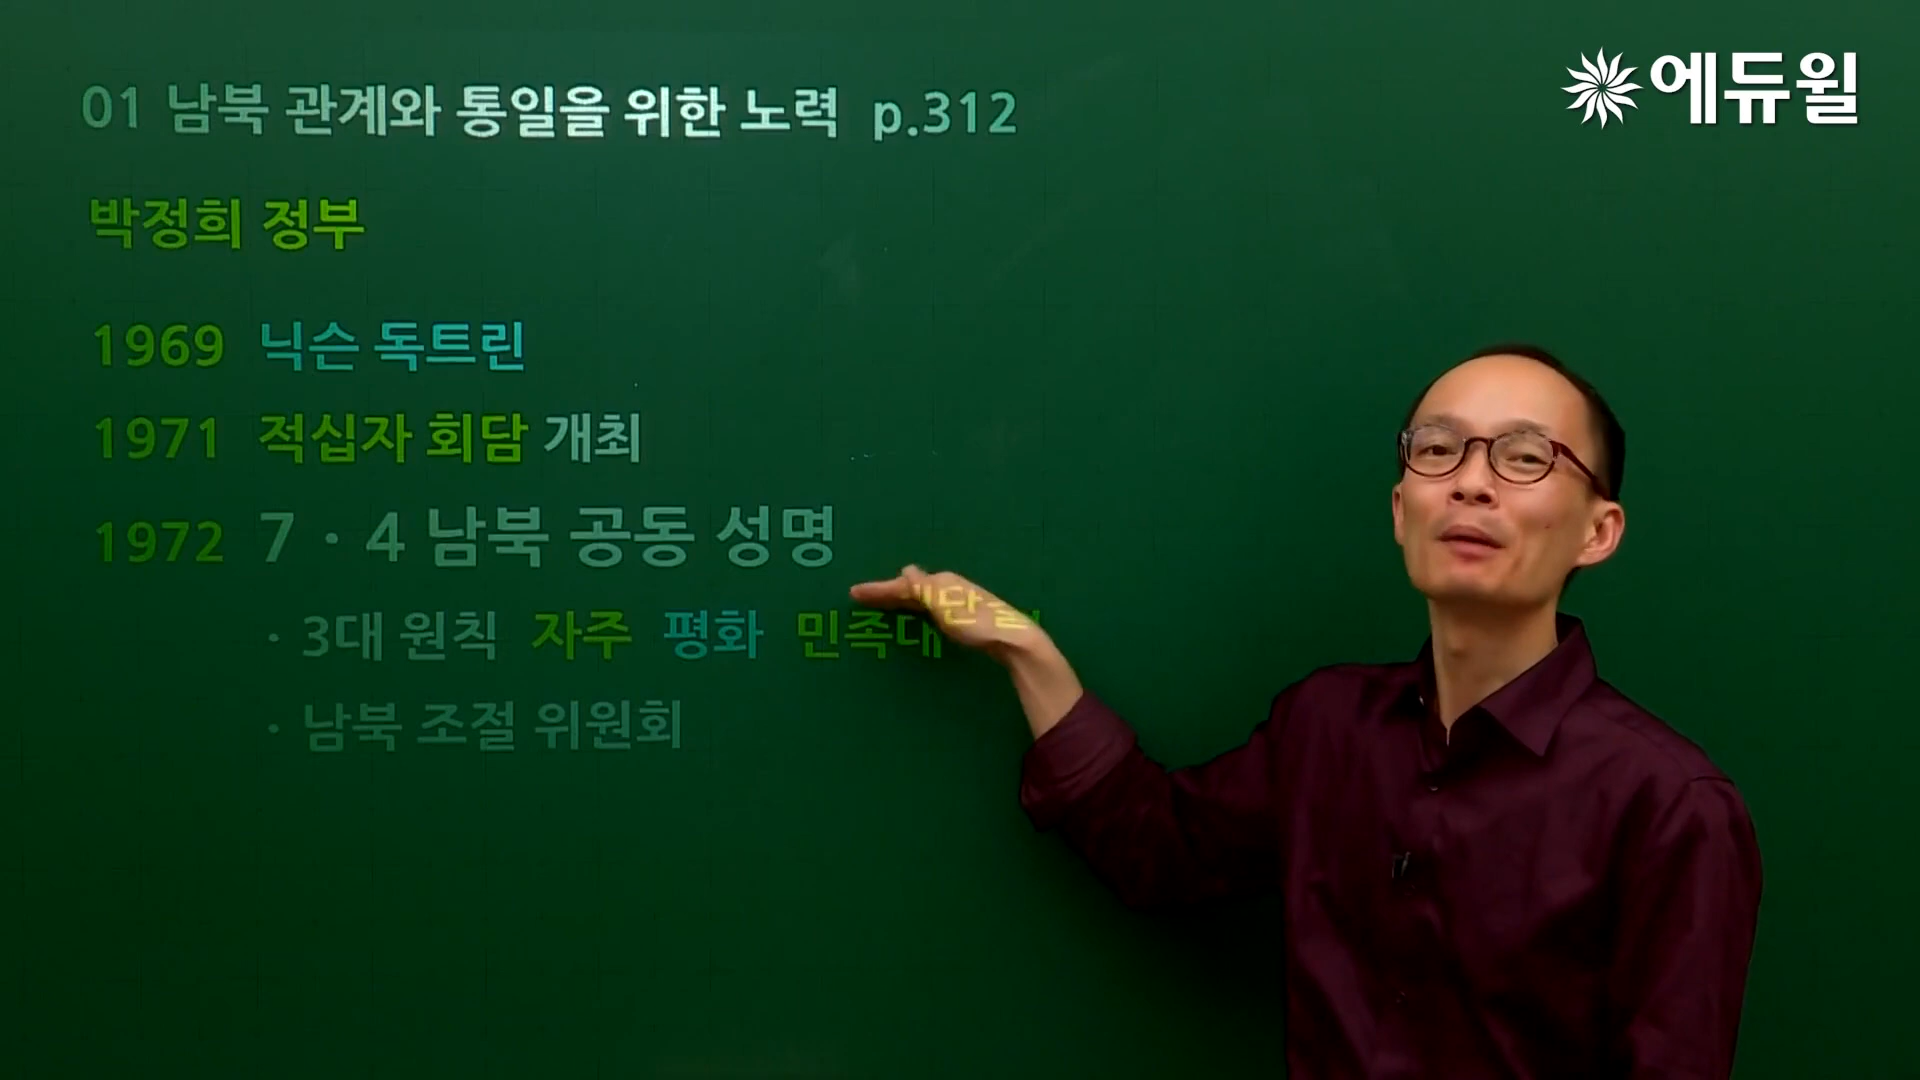 에듀윌
01 남북 관계와 통일을 위한 노력 p.312
박정희 정부
1969 닉슨 독트린
1971 적십자 회담 개최
1972 7 · 4 남북 공동 성명
· 3대 원칙 자주 평화
· 남북 조절 위원회